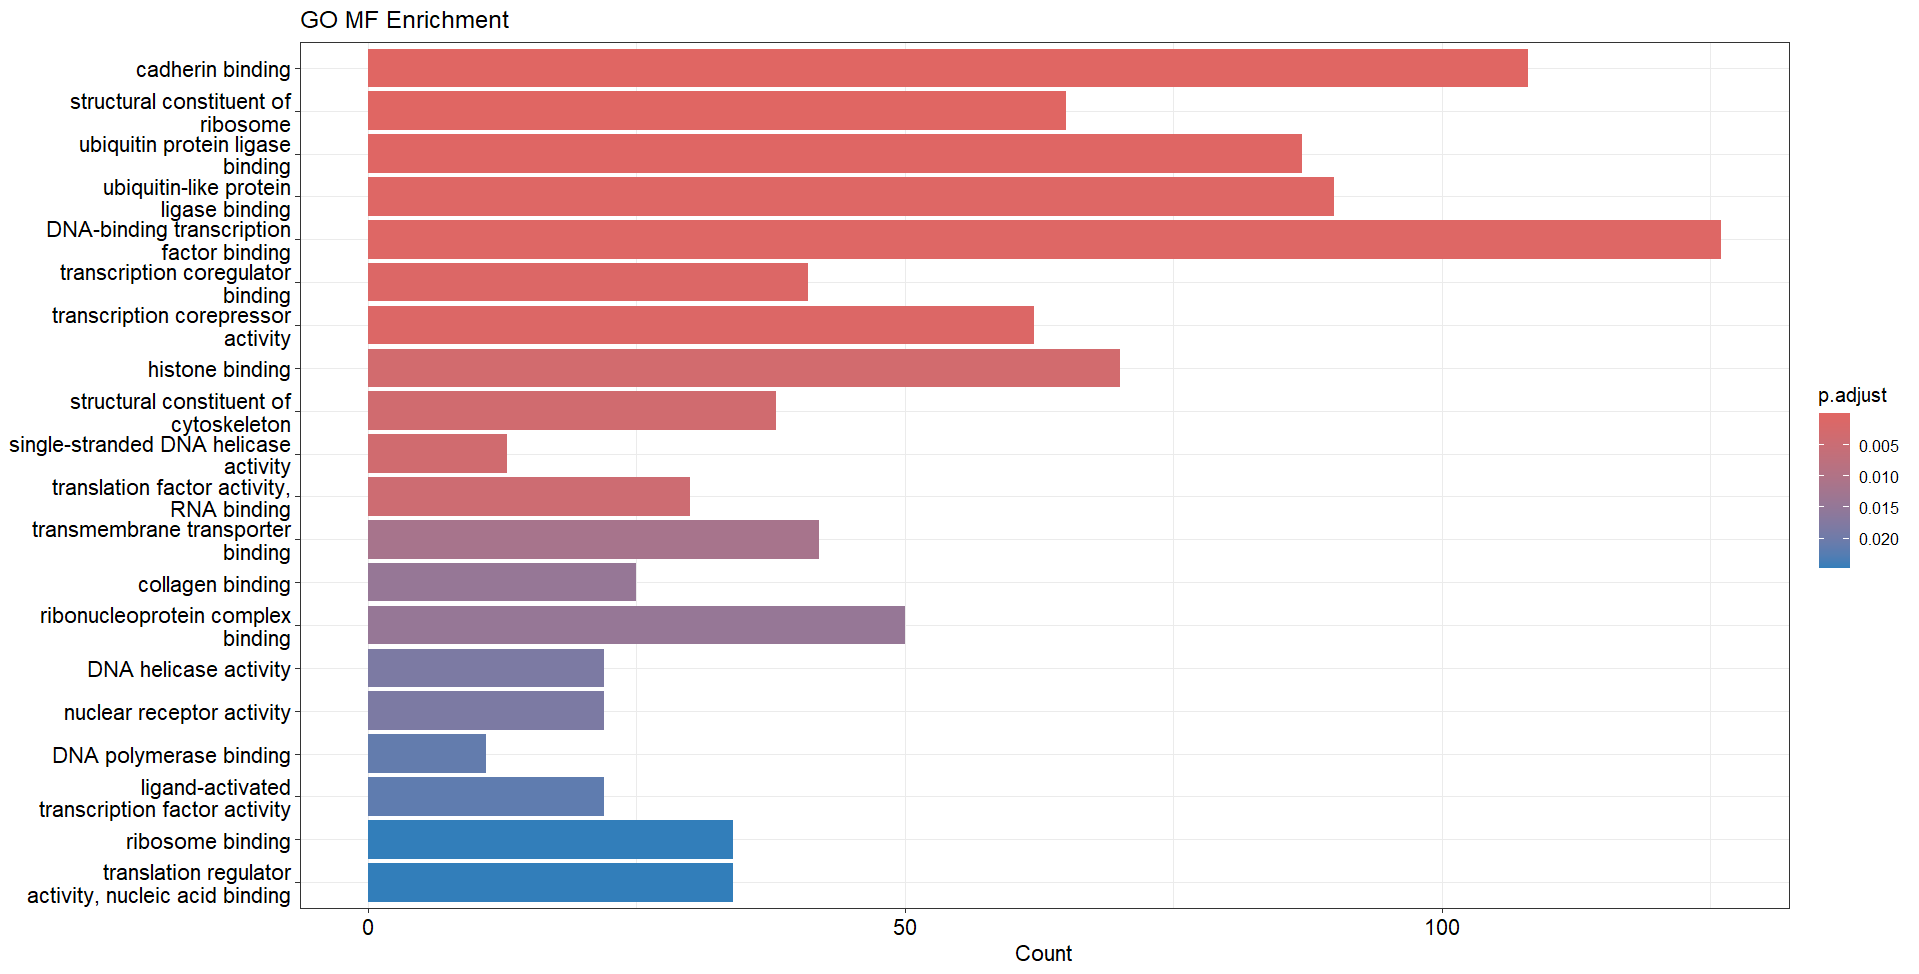 GO MF Enrichment
cadherin binding
structural constituent of
ribosome
ubiquitin protein ligase
binding
ubiquitin-like protein
ligase binding
DNA-binding transcription
factor binding
transcription coregulator
binding
transcription corepressor
activity
histone binding
structural constituent of
cytoskeleton
single-stranded DNA helicase
activity
translation factor activity,
RNA binding
transmembrane transporter
binding
collagen binding
ribonucleoprotein complex
binding
DNA helicase activity
nuclear receptor activity
DNA polymerase binding
ligand-activated
transcription factor activity
ribosome binding
translation regulator
activity, nucleic acid binding
0 50 100
Count
p.adjust
0.005
0.010
0.015
0.020